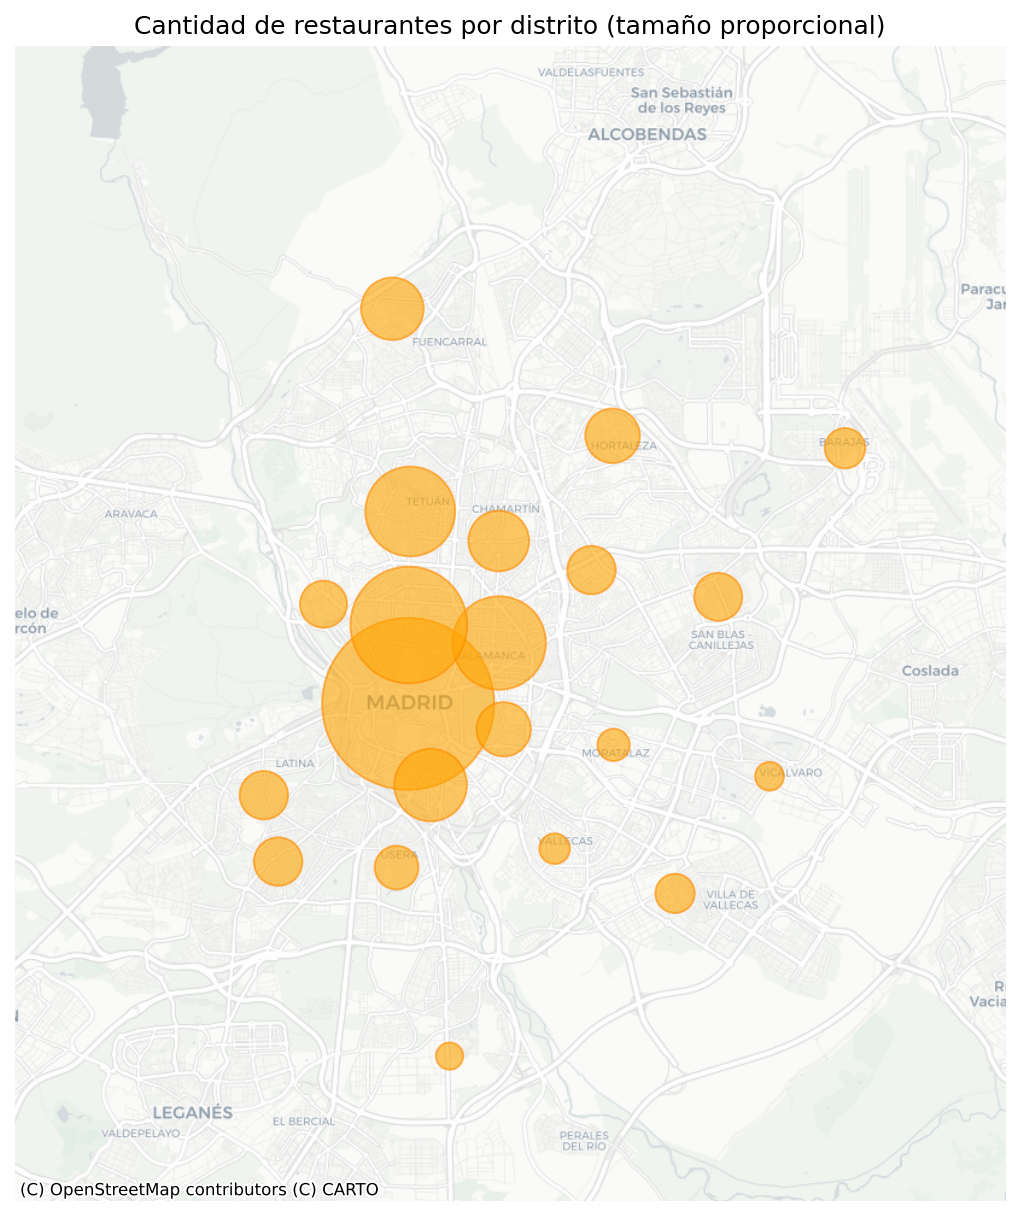 Cantidad de restaurantes por distrito (tamaño proporcional)
VALDELASFUENTES
San Sebastián
de los Reyes
ALCOBENDAS
Paracu
Jar
FUENCARRAL
HORTALEZA
BARAJAS
TETUÁN
CHAMARTÍN
ARAVACA
elo de
rcón
SAN BLAS -
CANILLEJAS
ALAMANCA
Coslada
MADRID
MORATALAZ
LATINA
VICÁLVARO
VALLECAS
USERA
VILLA DE
VALLECAS
R
Vacia
N
LEGANÉS
EL BERCIAL
VALDEPELAYO
PERALES
DEL RÍO
(C) OpenStreetMap contributors (C) CARTO